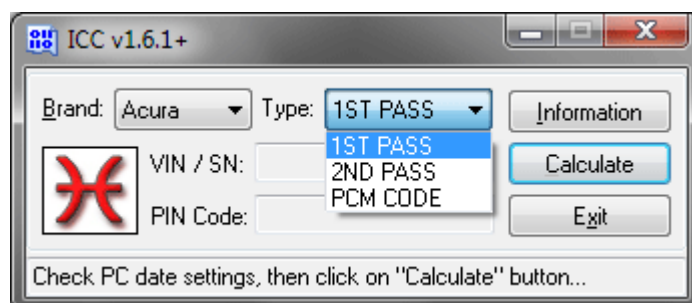 ICC v1.6.1+
Brand: Acura Type: 1ST PASS Information
1ST PASS
2ND PASS
PCM CODE
VIN / SN: Calculate
PIN Code: Exit
Check PC date settings, then click on "Calculate" button...